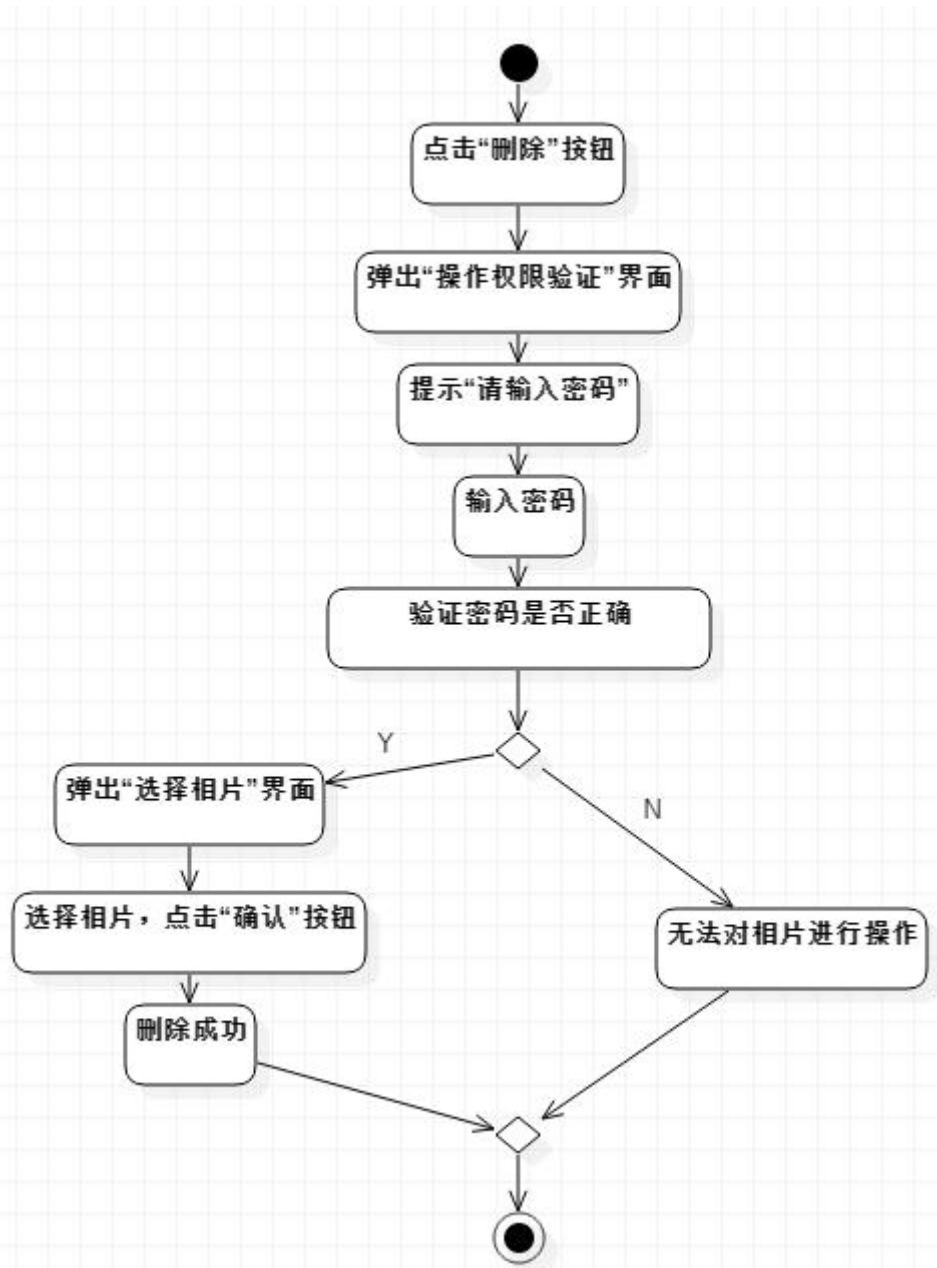 点击“删除”按钮
弹出“操作权限验证”界面
提示“请输入密码”
输入密码
验证密码是否正确
Y
弹出“选择相片”界面
N
选择相片，点击“确认”按钮
无法对相片进行操作
删除成功